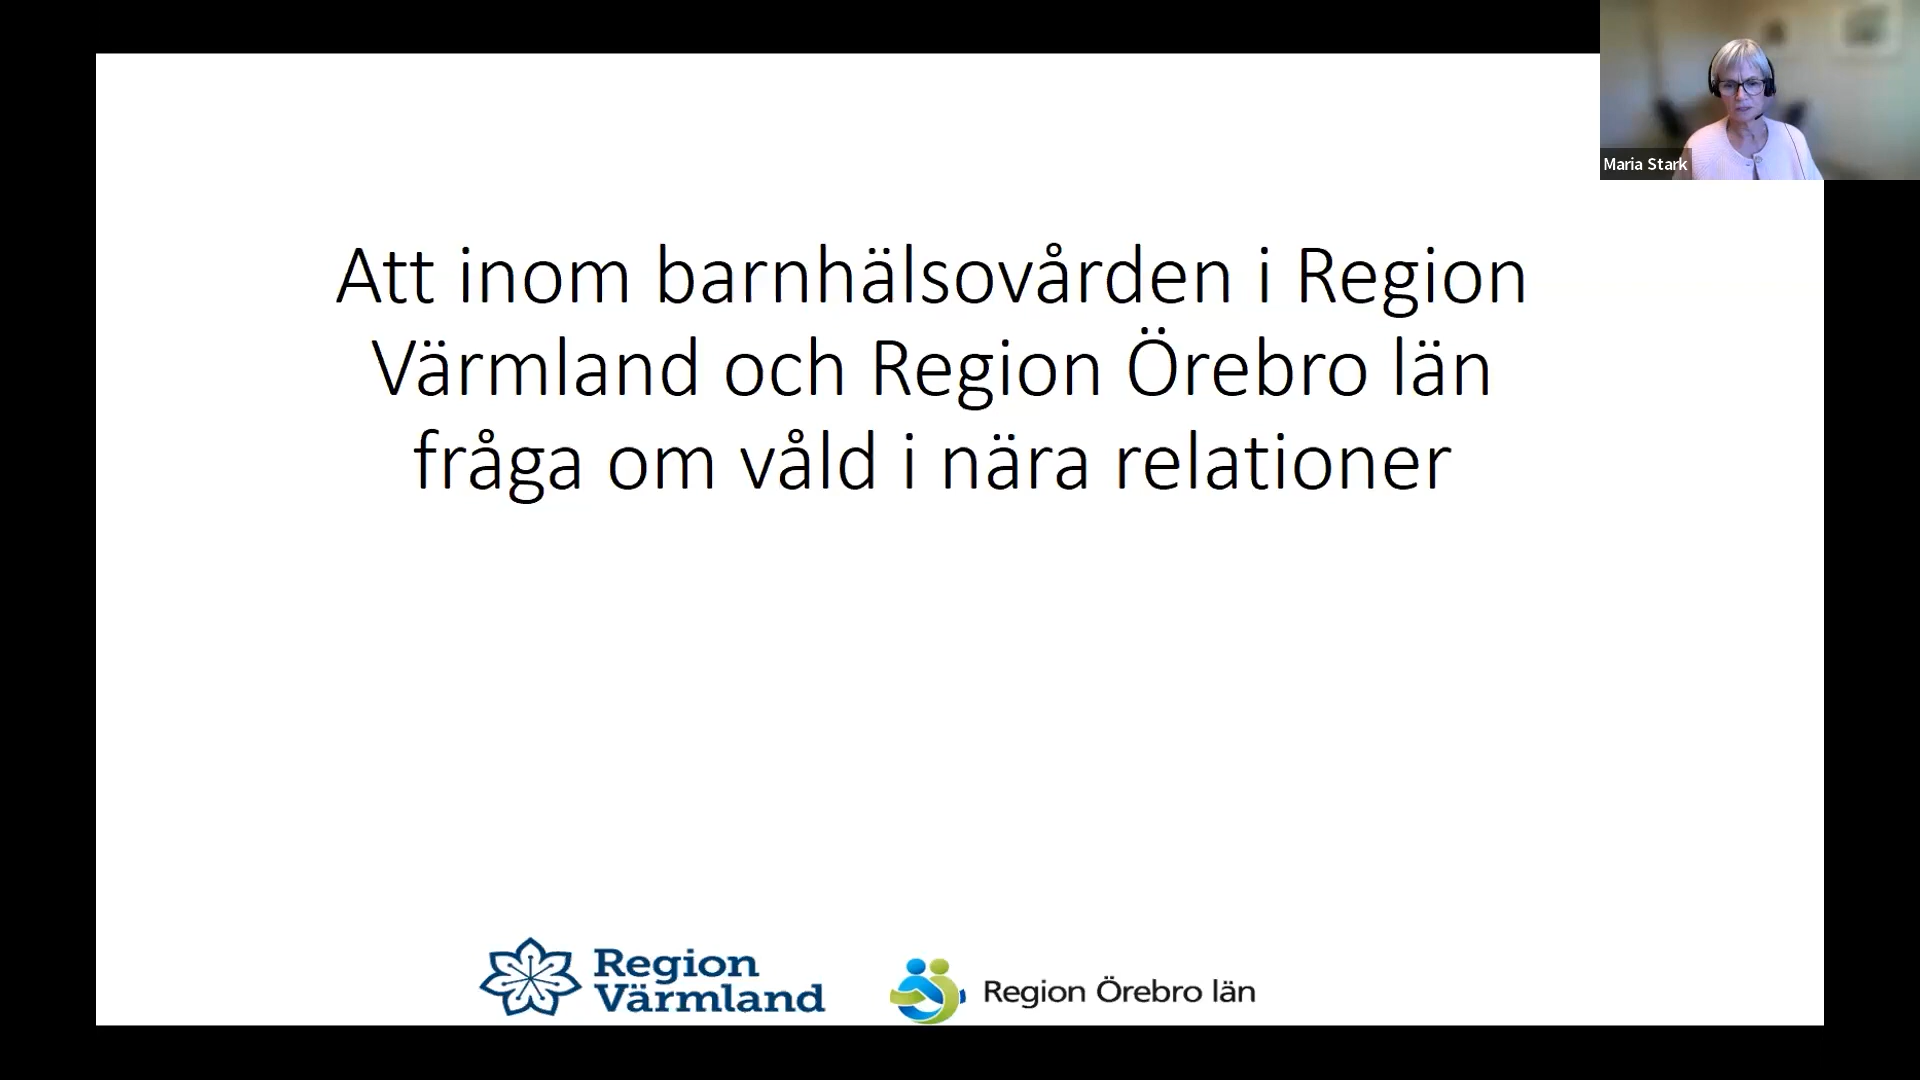 Maria Stark
Att inom barnhälsovården i Region
Värmland och Region Örebro län
fråga om våld i nära relationer
Region
Värmland
Region Örebro län